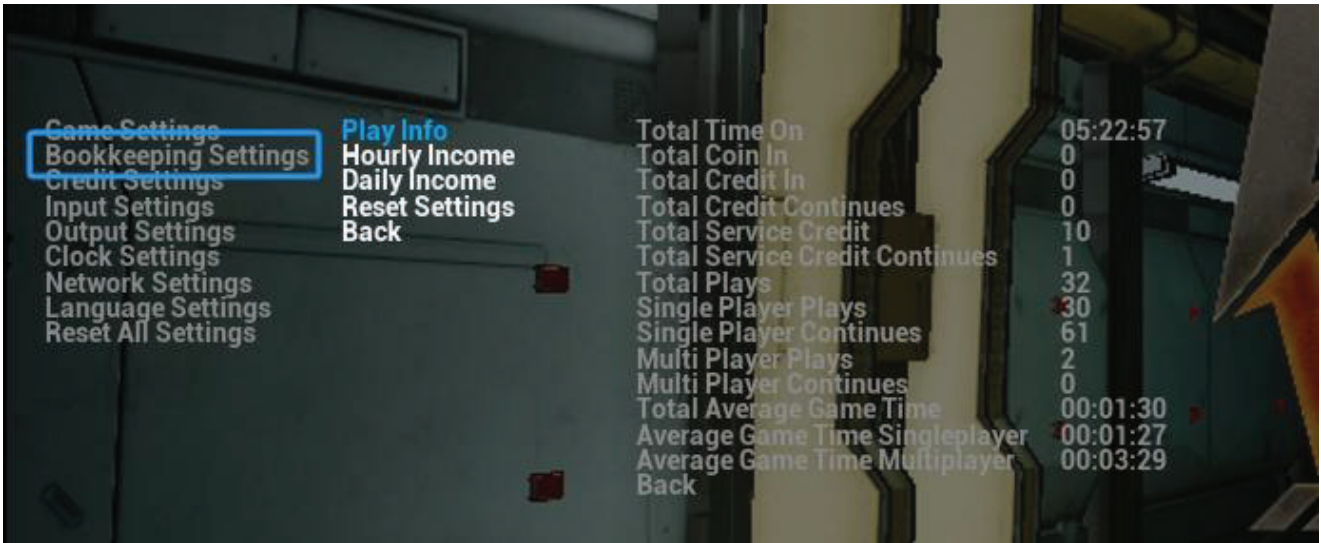 Game Settings
Bookkeeping Settings
Credit Settings
Input Settings
Output Settings
Clock Settings
Network Settings
Language Settings
Reset All Settings
Play Info
Hourly Income
Daily Income
Reset Settings
Back
Total Time On 05:22:57
Total Coin In 0
Total Credit In 0
Total Credit Continues 0
Total Service Credit 10
Total Service Credit Continues 1
Total Plays 32
Single Player Plays 30
Single Player Continues 61
Multi Player Plays 2
Multi Player Continues 0
Total Average Game Time 00:01:30
Average Game Time Singleplayer 00:01:27
Average Game Time Multiplayer 00:03:29
Back